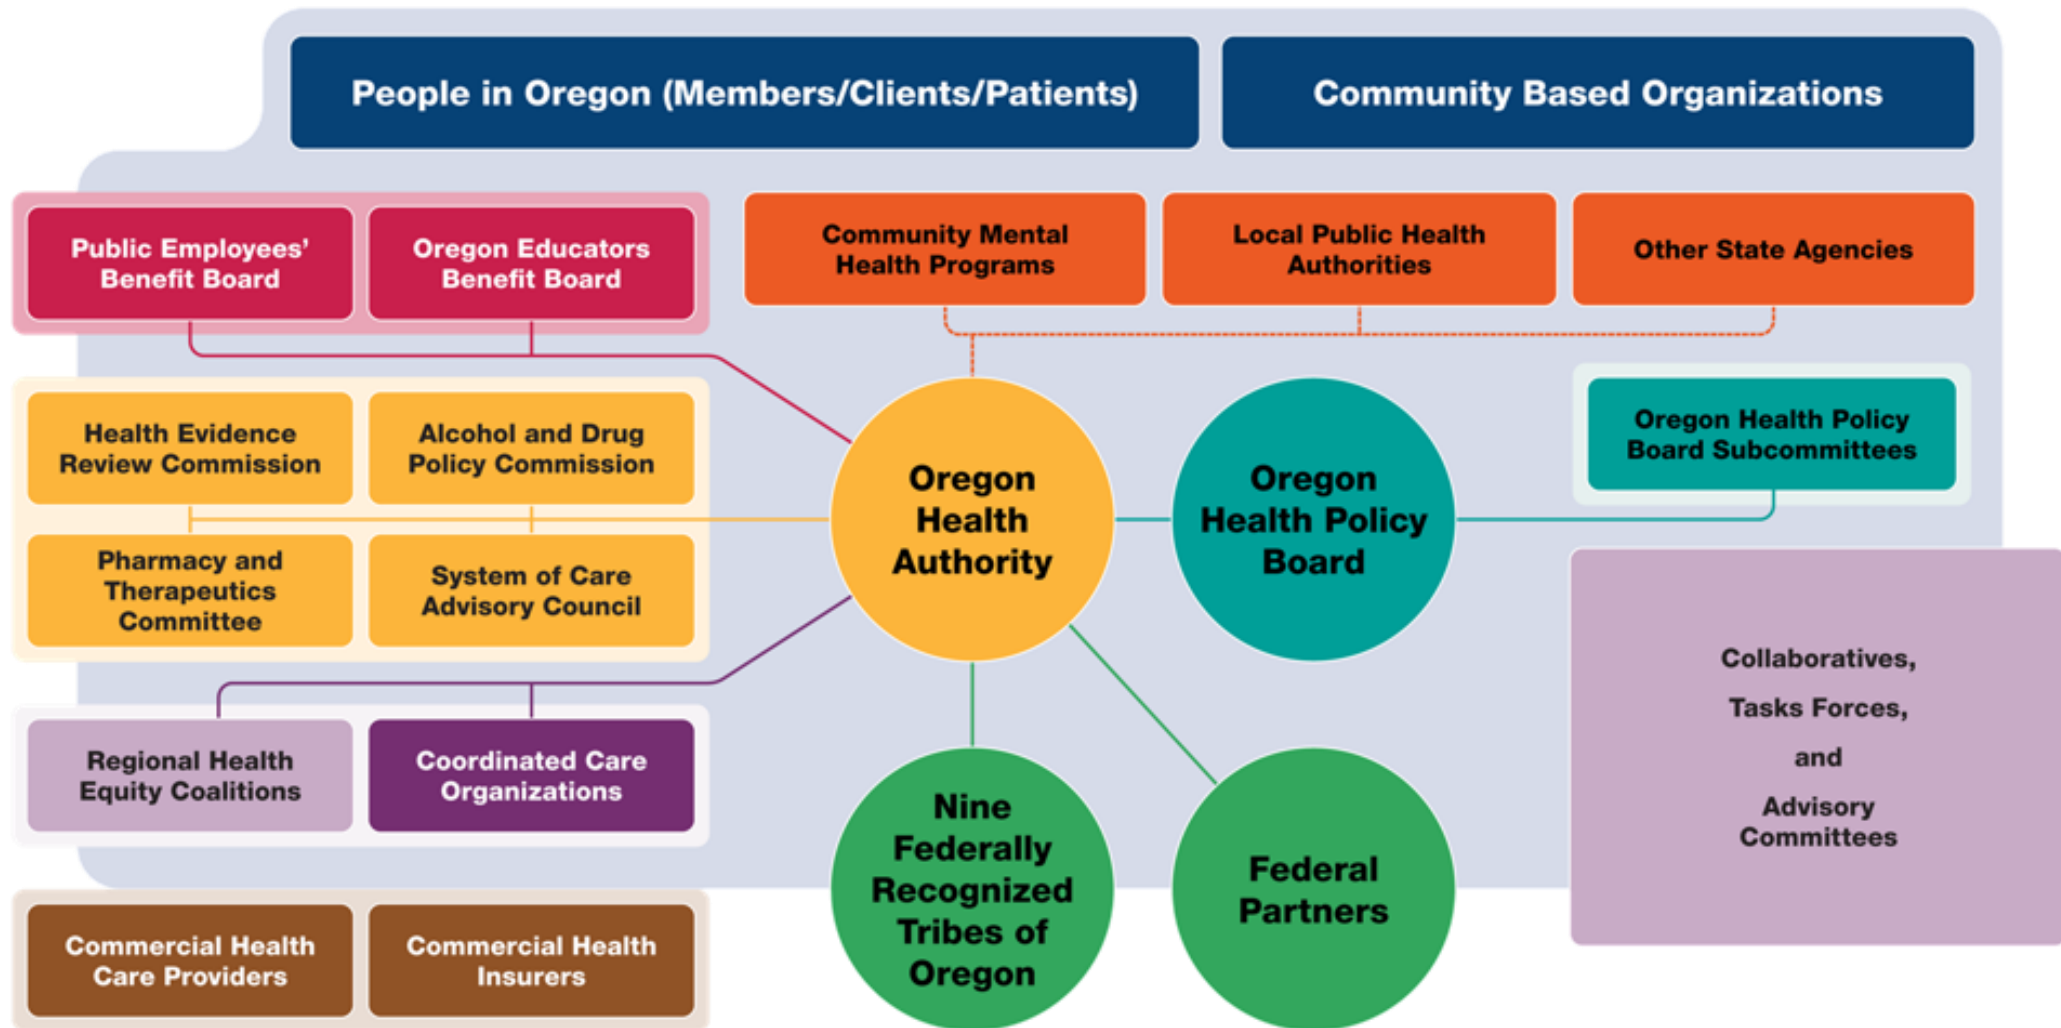 People in Oregon (Members/Clients/Patients)
Community Based Organizations
Public Employees’
Benefit Board
Oregon Educators
Benefit Board
Community Mental
Health Programs
Local Public Health
Authorities
Other State Agencies
Health Evidence
Review Commission
Alcohol and Drug
Policy Commission
Pharmacy and
Therapeutics
Committee
System of Care
Advisory Council
Oregon
Health
Authority
Oregon
Health Policy
Board
Oregon Health Policy
Board Subcommittees
Regional Health
Equity Coalitions
Coordinated Care
Organizations
Collaboratives,
Tasks Forces,
and
Advisory
Committees
Commercial Health
Care Providers
Commercial Health
Insurers
Nine
Federally
Recognized
Tribes of
Oregon
Federal
Partners